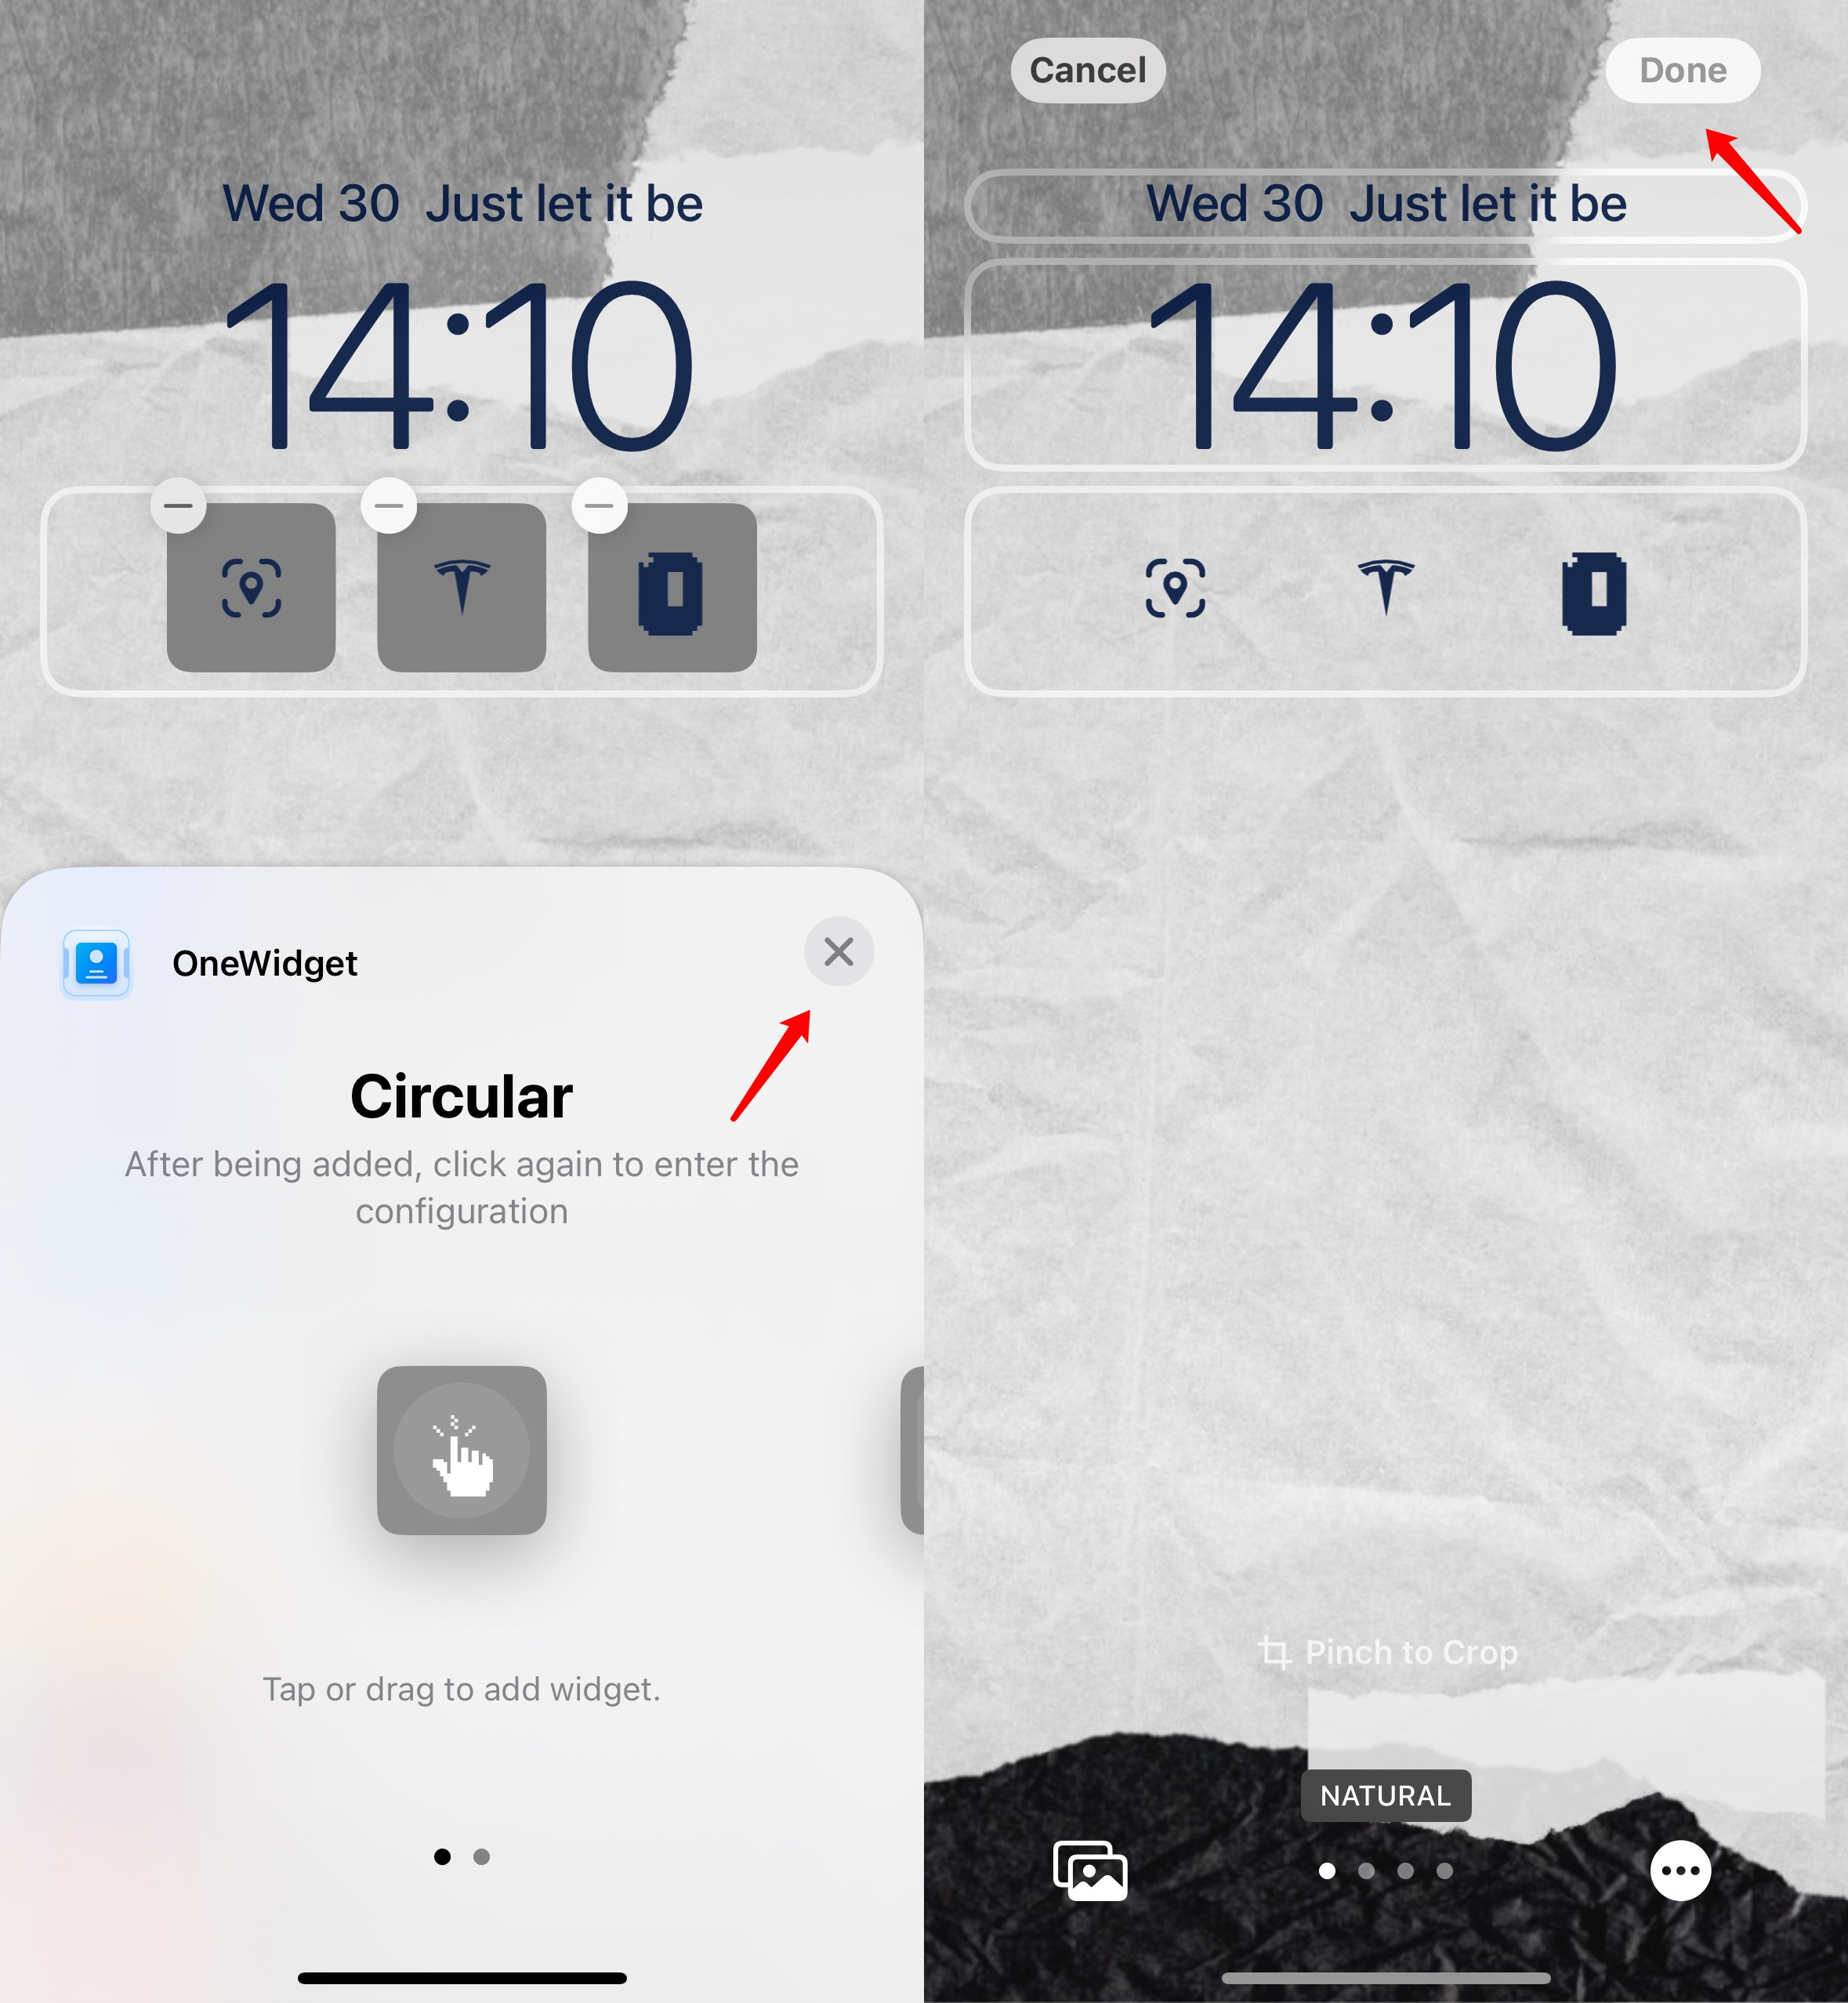 Wed 30 Just let it be
14:10
OneWidget
Circular
After being added, click again to enter the
configuration
Tap or drag to add widget.
Cancel
Done
Wed 30 Just let it be
14:10
Pinch to Crop
NATURAL